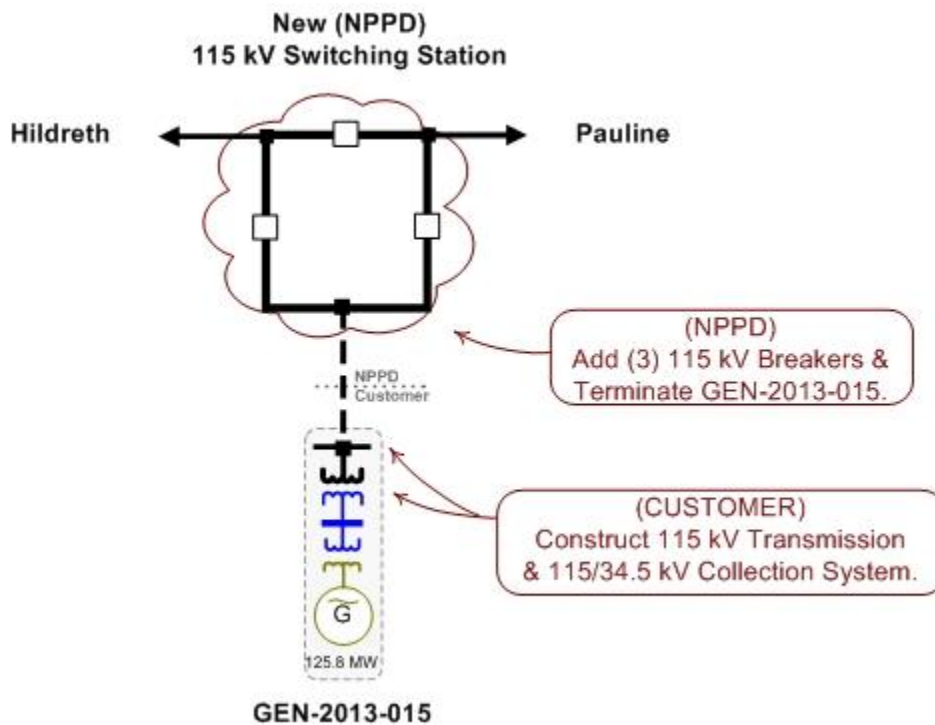 New (NPPD)
115 kV Switching Station
Hildreth
Pauline
(NPPD)
Add (3) 115 kV Breakers &
Terminate GEN-2013-015.
NPPD
Customer
(CUSTOMER)
Construct 115 kV Transmission
& 115/34.5 kV Collection System.
G
125.8 MW
GEN-2013-015